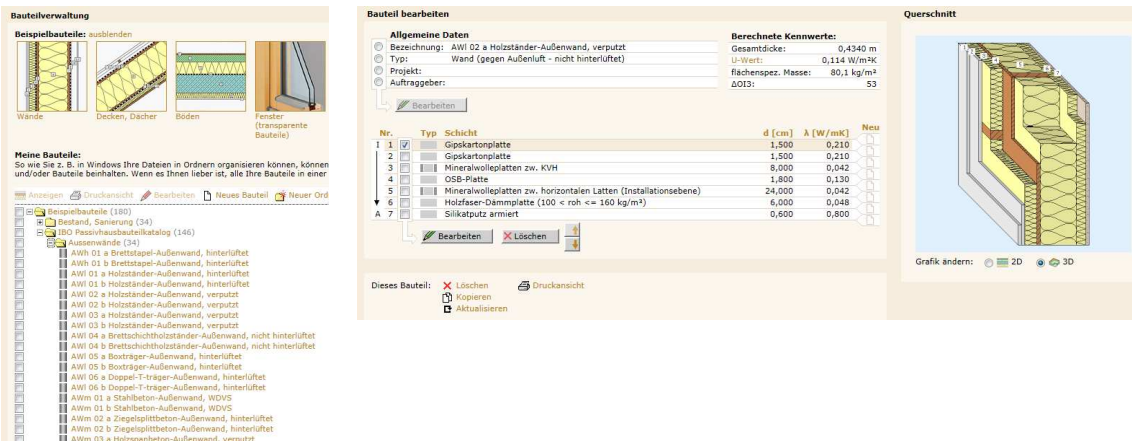 Bauteilverwaltung
Beispielbauteile: ausblenden
Wände
Decken, Dächer
Böden
Fenster
(transparente
Bauteile)
Meine Bauteile:
So wie Sie z. B. in Windows Ihre Dateien in Ordnern organisieren können, können
und/oder Bauteile beinhalten. Wenn es Ihnen lieber ist, alle Ihre Bauteile in einer
Anzeigen Druckansicht Bearbeiten Neues Bauteil Neuer Ord
Beispielbauteile (180)
Bestand, Sanierung (34)
IBO Passivhausbauteilkatalog (146)
Aussenwände (34)
AWh 01 a Brettstapel-Außenwand, hinterlüftet
AWh 01 b Brettstapel-Außenwand, hinterlüftet
AWl 01 a Holzständer-Außenwand, hinterlüftet
AWl 01 b Holzständer-Außenwand, hinterlüftet
AWl 02 a Holzständer-Außenwand, verputzt
AWl 02 b Holzständer-Außenwand, verputzt
AWl 03 a Holzständer-Außenwand, verputzt
AWl 03 b Holzständer-Außenwand, verputzt
AWl 04 a Brettschichtholzständer-Außenwand, nicht hinterlüftet
AWl 04 b Brettschichtholzständer-Außenwand, nicht hinterlüftet
AWl 05 a Boxträger-Außenwand, hinterlüftet
AWl 05 b Boxträger-Außenwand, hinterlüftet
AWl 06 a Doppel-T-träger-Außenwand, hinterlüftet
AWl 06 b Doppel-T-träger-Außenwand, hinterlüftet
AWm 01 a Stahlbeton-Außenwand, WDVS
AWm 01 b Stahlbeton-Außenwand, WDVS
AWm 02 a Ziegelsplittbeton-Außenwand, hinterlüftet
AWm 02 b Ziegelsplittbeton-Außenwand, hinterlüftet
AWm 03 a Holzspanbeton-Außenwand, verputzt
Bauteil bearbeiten
Allgemeine Daten
Bezeichnung: AWl 02 a Holzständer-Außenwand, verputzt
Typ: Wand (gegen Außenluft - nicht hinterlüftet)
Projekt:
Auftraggeber:
Bearbeiten
Berechnete Kennwerte:
Gesamtdicke: 0,4340 m
U-Wert: 0,114 W/m²K
flächenspez. Masse: 80,1 kg/m²
ΔOI3: 53
Nr. Typ Schicht d [cm] λ [W/mK] Neu
I 1 Gipskartonplatte 1,500 0,210
2 Gipskartonplatte 1,500 0,210
3 Mineralwolleplatten zw. KVH 8,000 0,042
4 OSB-Platte 1,800 0,130
5 Mineralwolleplatten zw. horizontalen Latten (Installationsebene) 24,000 0,042
6 Holzfaser-Dämmplatte (100 < roh <= 160 kg/m³) 6,000 0,048
A 7 Silikatputz armiert 0,600 0,800
Bearbeiten Löschen
Dieses Bauteil: Löschen Druckansicht
Kopieren
Aktualisieren
Querschnitt
Grafik ändern: 2D 3D